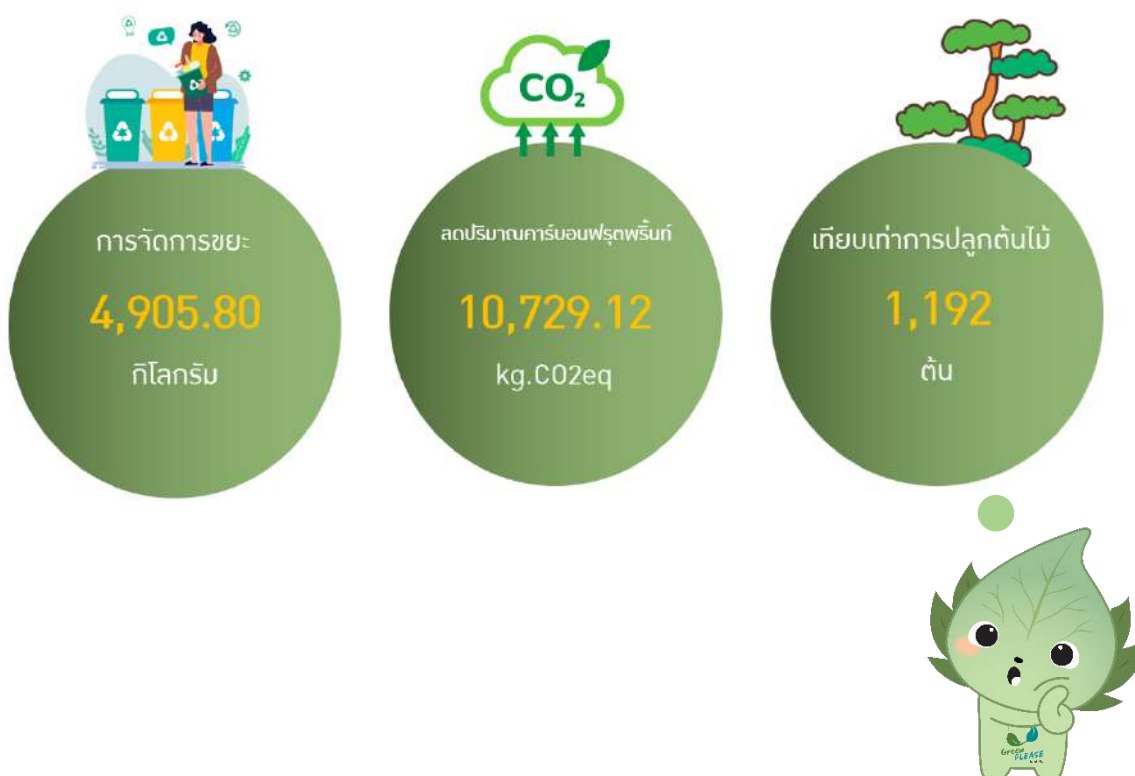 การจัดการขยะ
4,905.80
กิโลกรัม
CO₂
ลดปริมาณคาร์บอนฟรุตพริ้นท์
10,729.12
kg.CO2eq
เทียบเท่าการปลูกต้นไม้
1,192
ต้น
Green
PLEASE